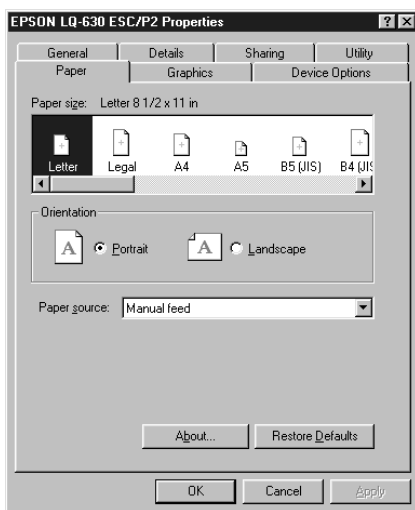 EPSON LQ-630 ESC/P2 Properties ? x
General Details Sharing Utility
Paper Graphics Device Options
Paper size: Letter 8 1/2 x 11 in
Letter Legal A4 A5 B5 (JIS) B4 (JIS
Orientation
A Portrait A Landscape
Paper source: Manual feed
About... Restore Defaults
OK Cancel Apply